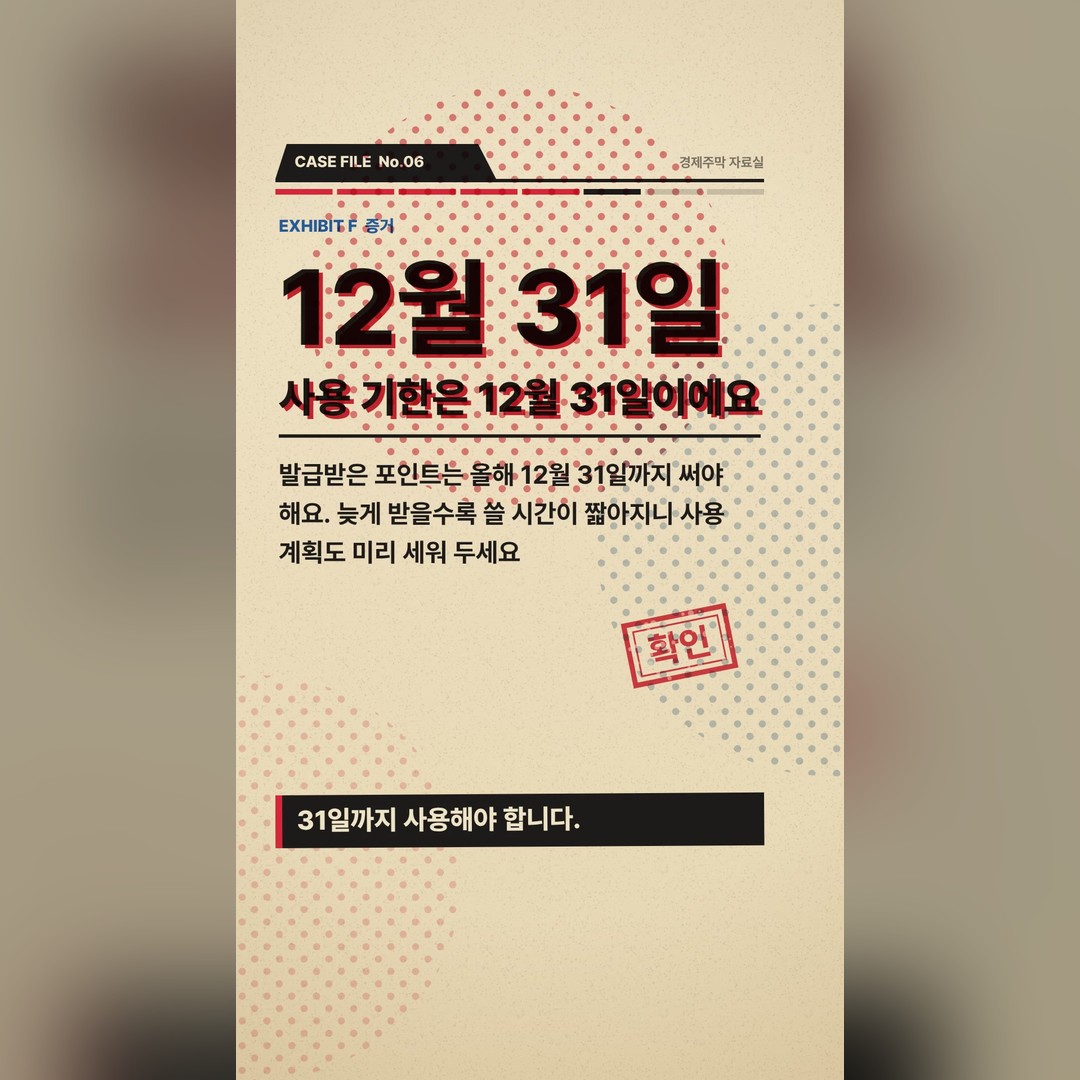 CASE FILE No.06
경제주막 자료실
EXHIBIT F 증거
12월 31일
사용 기한은 12월 31일이에요
발급받은 포인트는 올해 12월 31일까지 써야
해요. 늦게 받을수록 쓸 시간이 짧아지니 사용
계획도 미리 세워 두세요
확인
31일까지 사용해야 합니다.